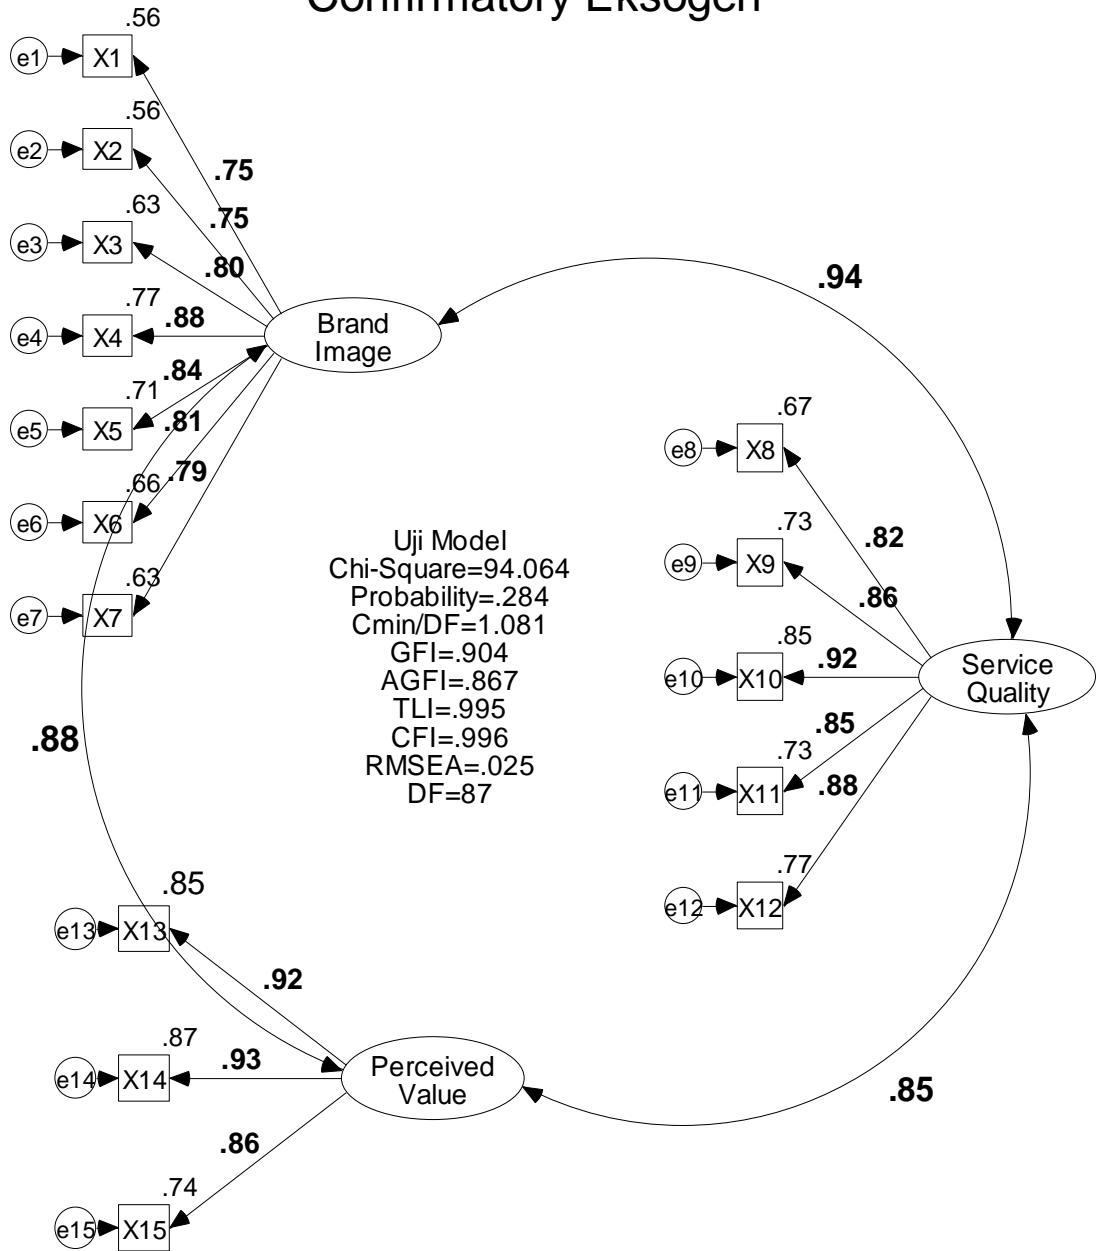 Confirmatory Eksogen
.56
e1
X1
.56
e2
X2
.75
.63
.75
e3
X3
.80
.77
.88
e4
X4
Brand
Image
.94
.84
.71
e5
X5
.81
.79
.66
e6
X6
.63
e7
X7
.67
e8
X8
.73
.82
e9
X9
.86
.85
.92
e10
X10
Service
Quality
.85
.73
e11
X11
.88
.77
e12
X12
Uji Model
Chi-Square=94.064
Probability=.284
Cmin/DF=1.081
GFI=.904
AGFI=.867
TLI=.995
CFI=.996
RMSEA=.025
DF=87
.88
.85
e13
X13
.92
.87
.93
e14
X14
Perceived
Value
.85
.86
.74
e15
X15